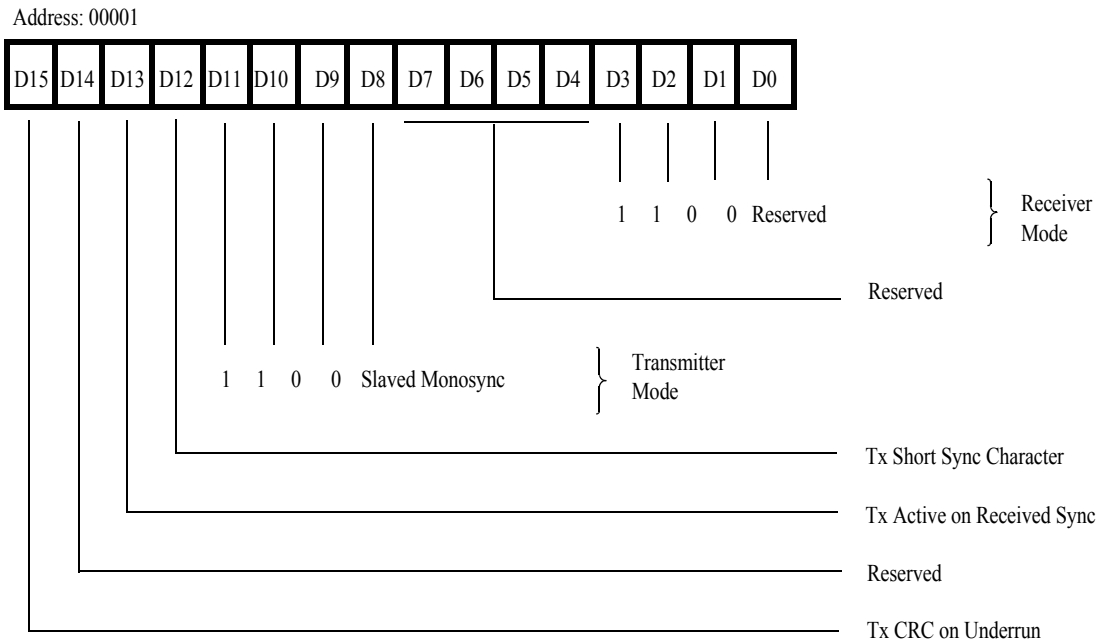 Address: 00001
D15 D14 D13 D12 D11 D10 D9 D8 D7 D6 D5 D4 D3 D2 D1 D0
1 1 0 0 Reserved
Receiver
Mode
Reserved
1 1 0 0 Slaved Monosync
Transmitter
Mode
Tx Short Sync Character
Tx Active on Received Sync
Reserved
Tx CRC on Underrun